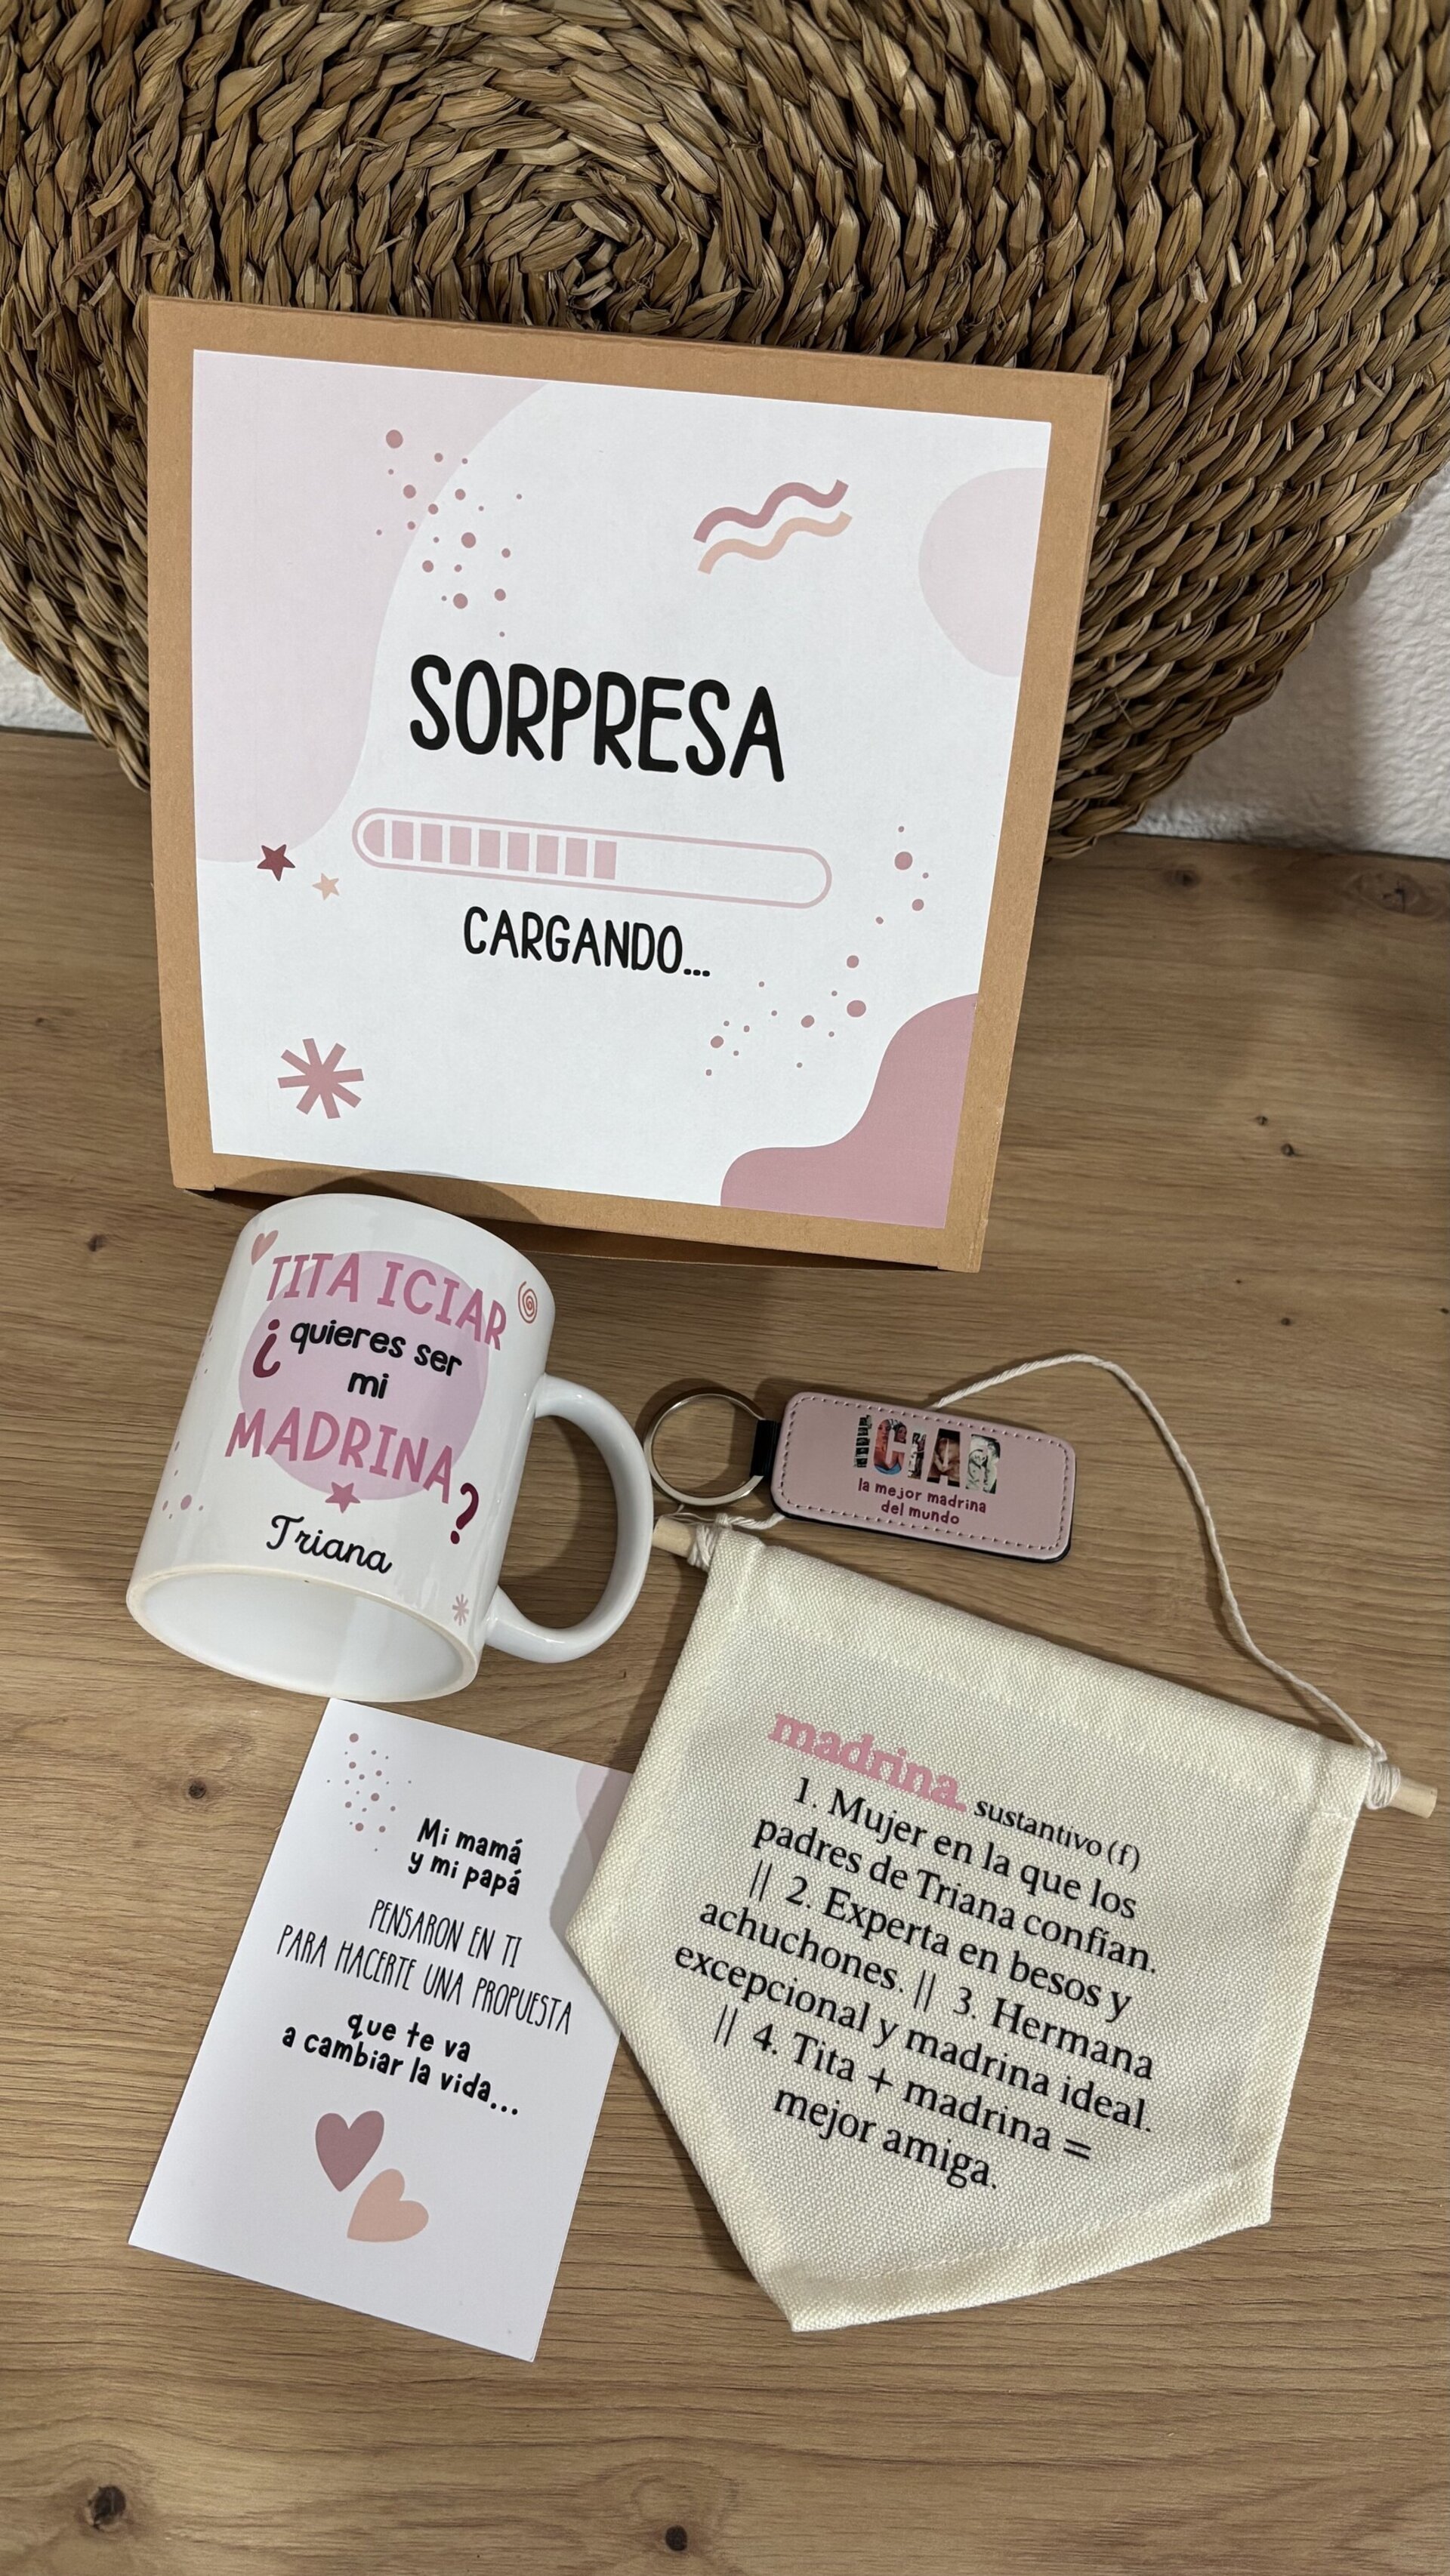 SORPRESA
CARGANDO...
TITA ICIAR
¿quieres ser
mi
MADRINA?
Triana
ICIAR
la mejor madrina
del mundo
Mi mamá
y mi papá
PENSARON EN TI
PARA HACERTE UNA PROPUESTA
que te va
a cambiar la vida...
madrina. sustantivo (f)
1. Mujer en la que los
padres de Triana confían.
|| 2. Experta en besos y
achuchones. || 3. Hermana
excepcional y madrina ideal.
|| 4. Tita + madrina =
mejor amiga.